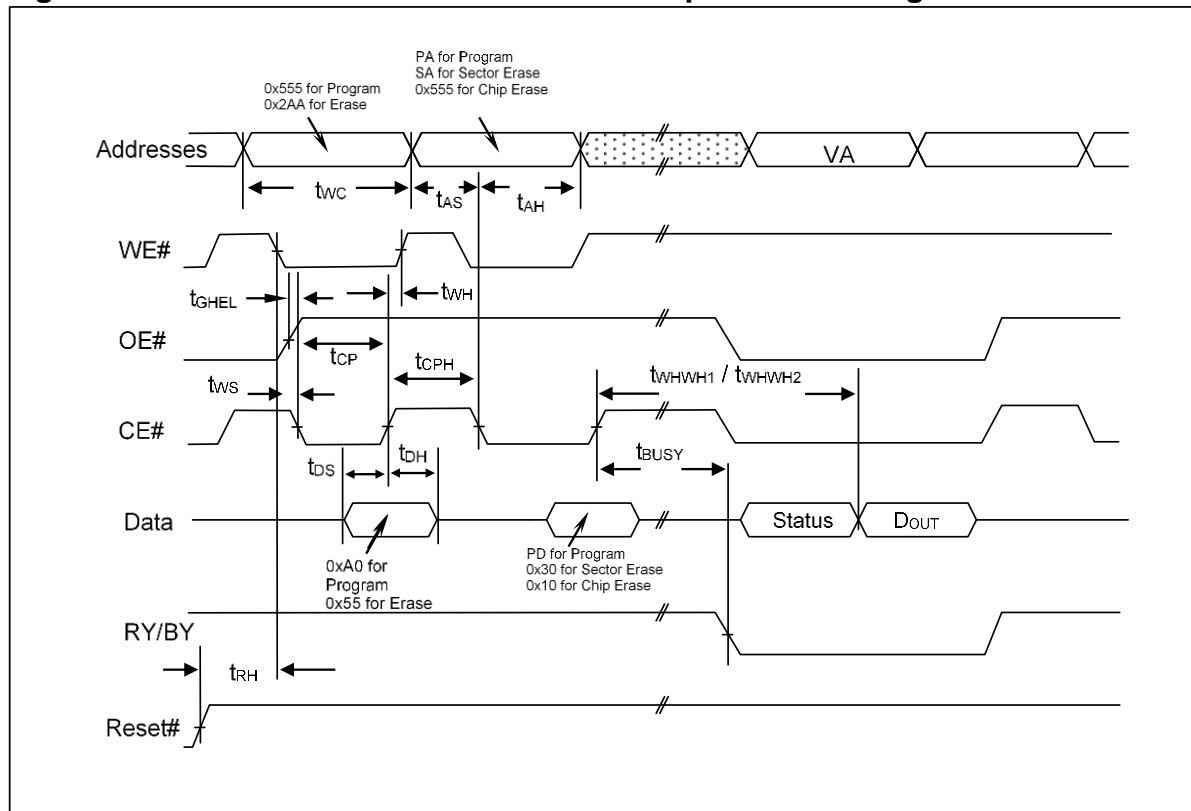 PA for Program
SA for Sector Erase
0x555 for Chip Erase
0x555 for Program
0x2AA for Erase
Addresses
VA
tWC
tAS
tAH
WE#
tGHEL
tWH
OE#
tCP
tCPH
tWHWH1 / tWHWH2
tWS
CE#
tDS
tDH
tBUSY
Data
Status
DOUT
0xA0 for
Program
0x55 for Erase
PD for Program
0x30 for Sector Erase
0x10 for Chip Erase
RY/BY
tRH
Reset#